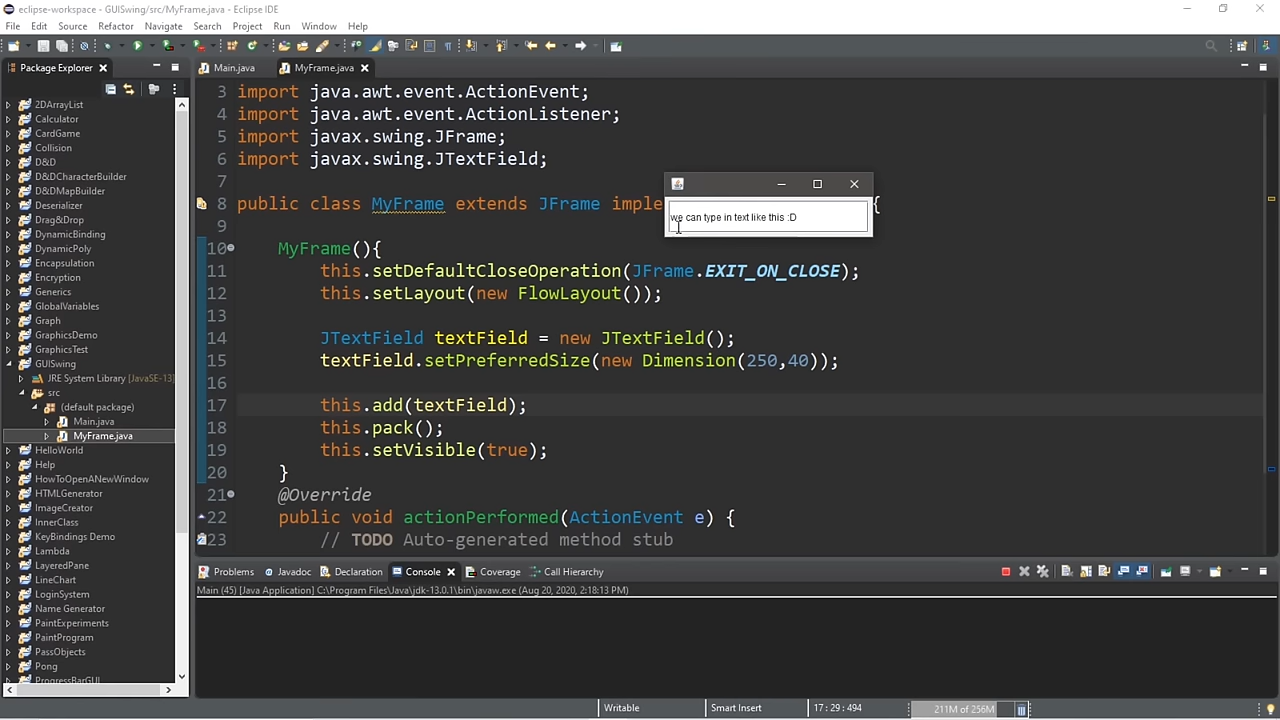 eclipse-workspace - GUISwing/src/MyFrame.java - Eclipse IDE
File Edit Source Refactor Navigate Search Project Run Window Help
Package Explorer
Main.java
MyFrame.java
2DArrayList
Calculator
CardGame
Collision
D&D
D&DCharacterBuilder
D&DMapBuilder
Deserializer
Drag&Drop
DynamicBinding
DynamicPoly
Encapsulation
Encryption
Generics
GlobalVariables
Graph
GraphicsDemo
GraphicsTest
GUISwing
JRE System Library [JavaSE-13]
src
(default package)
Main.java
MyFrame.java
HelloWorld
Help
HowToOpenANewWindow
HTMLGenerator
ImageCreator
InnerClass
KeyBindings Demo
Lambda
LayeredPane
LineChart
LoginSystem
Name Generator
PaintExperiments
PaintProgram
PassObjects
Pong
ProgressBarGUI
3 import java.awt.event.ActionEvent;
4 import java.awt.event.ActionListener;
5 import javax.swing.JFrame;
6 import javax.swing.JTextField;
7
8 public class MyFrame extends JFrame imple {
9
10 MyFrame(){
11 this.setDefaultCloseOperation(JFrame.EXIT_ON_CLOSE);
12 this.setLayout(new FlowLayout());
13
14 JTextField textField = new JTextField();
15 textField.setPreferredSize(new Dimension(250,40));
16
17 this.add(textField);
18 this.pack();
19 this.setVisible(true);
20 }
21 @Override
22 public void actionPerformed(ActionEvent e) {
23 // TODO Auto-generated method stub
we can type in text like this :D
Problems Javadoc Declaration Console Coverage Call Hierarchy
Main (45) [Java Application] C:\Program Files\Java\jdk-13.0.1\bin\javaw.exe (Aug 20, 2020, 2:18:13 PM)
Writable Smart Insert 17 : 29 : 494 211M of 256M